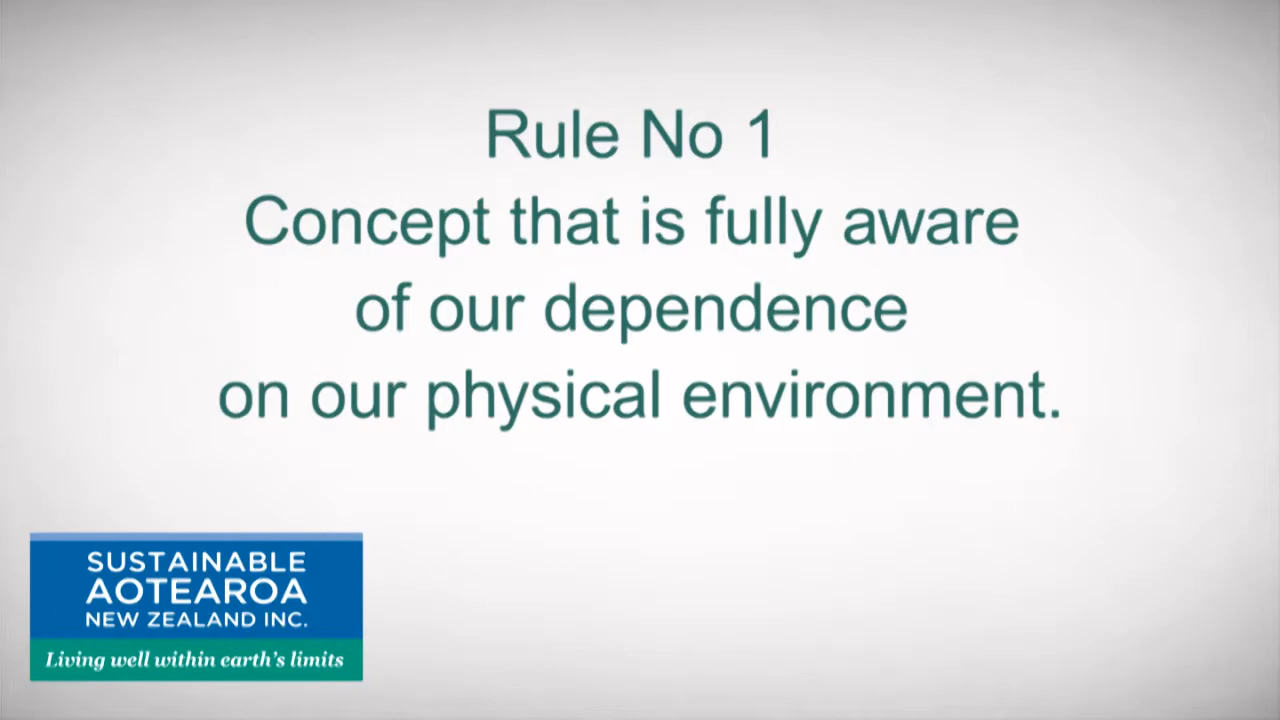 Rule No 1
Concept that is fully aware
of our dependence
on our physical environment.
SUSTAINABLE
AOTEAROA
NEW ZEALAND INC.
Living well within earth's limits